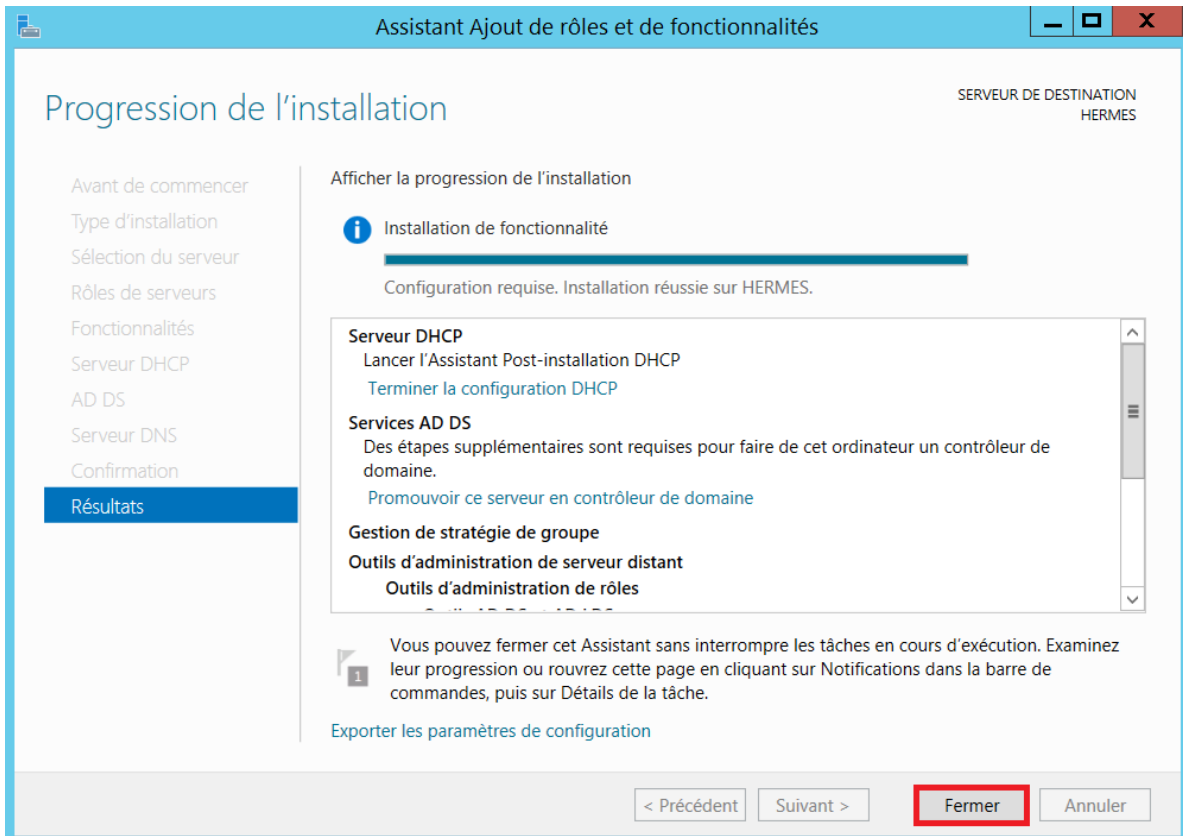 Assistant Ajout de rôles et de fonctionnalités
Progression de l'installation
SERVEUR DE DESTINATION
HERMES
Avant de commencer
Type d'installation
Sélection du serveur
Rôles de serveurs
Fonctionnalités
Serveur DHCP
AD DS
Serveur DNS
Confirmation
Résultats
Afficher la progression de l'installation
Installation de fonctionnalité
Configuration requise. Installation réussie sur HERMES.
Serveur DHCP
Lancer l'Assistant Post-installation DHCP
Terminer la configuration DHCP
Services AD DS
Des étapes supplémentaires sont requises pour faire de cet ordinateur un contrôleur de
domaine.
Promouvoir ce serveur en contrôleur de domaine
Gestion de stratégie de groupe
Outils d'administration de serveur distant
Outils d'administration de rôles
1
Vous pouvez fermer cet Assistant sans interrompre les tâches en cours d'exécution. Examinez
leur progression ou rouvrez cette page en cliquant sur Notifications dans la barre de
commandes, puis sur Détails de la tâche.
Exporter les paramètres de configuration
< Précédent
Suivant >
Fermer
Annuler